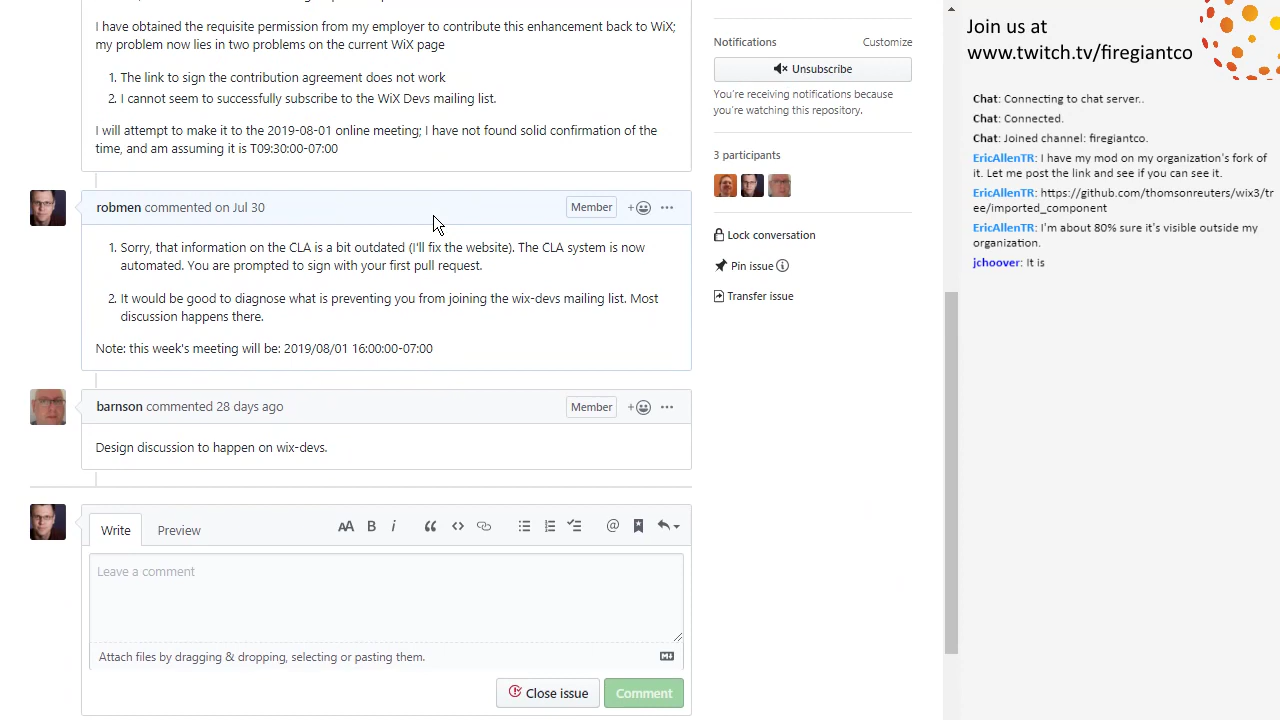 I have obtained the requisite permission from my employer to contribute this enhancement back to WiX;
my problem now lies in two problems on the current WiX page
1. The link to sign the contribution agreement does not work
2. I cannot seem to successfully subscribe to the WiX Devs mailing list.
I will attempt to make it to the 2019-08-01 online meeting; I have not found solid confirmation of the
time, and am assuming it is T09:30:00-07:00
robmen commented on Jul 30
Member
1. Sorry, that information on the CLA is a bit outdated (I'll fix the website). The CLA system is now
automated. You are prompted to sign with your first pull request.
2. It would be good to diagnose what is preventing you from joining the wix-devs mailing list. Most
discussion happens there.
Note: this week's meeting will be: 2019/08/01 16:00:00-07:00
barnson commented 28 days ago
Member
Design discussion to happen on wix-devs.
Write
Preview
AA B i
Leave a comment
Attach files by dragging & dropping, selecting or pasting them.
Close issue
Comment
Notifications
Customize
Unsubscribe
You're receiving notifications because
you're watching this repository.
3 participants
Lock conversation
Pin issue
Transfer issue
Join us at
www.twitch.tv/firegiantco
Chat: Connecting to chat server..
Chat: Connected.
Chat: Joined channel: firegiantco.
EricAllenTR: I have my mod on my organization's fork of
it. Let me post the link and see if you can see it.
EricAllenTR: https://github.com/thomsonreuters/wix3/tr
ee/imported_component
EricAllenTR: I'm about 80% sure it's visible outside my
organization.
jchoover: It is